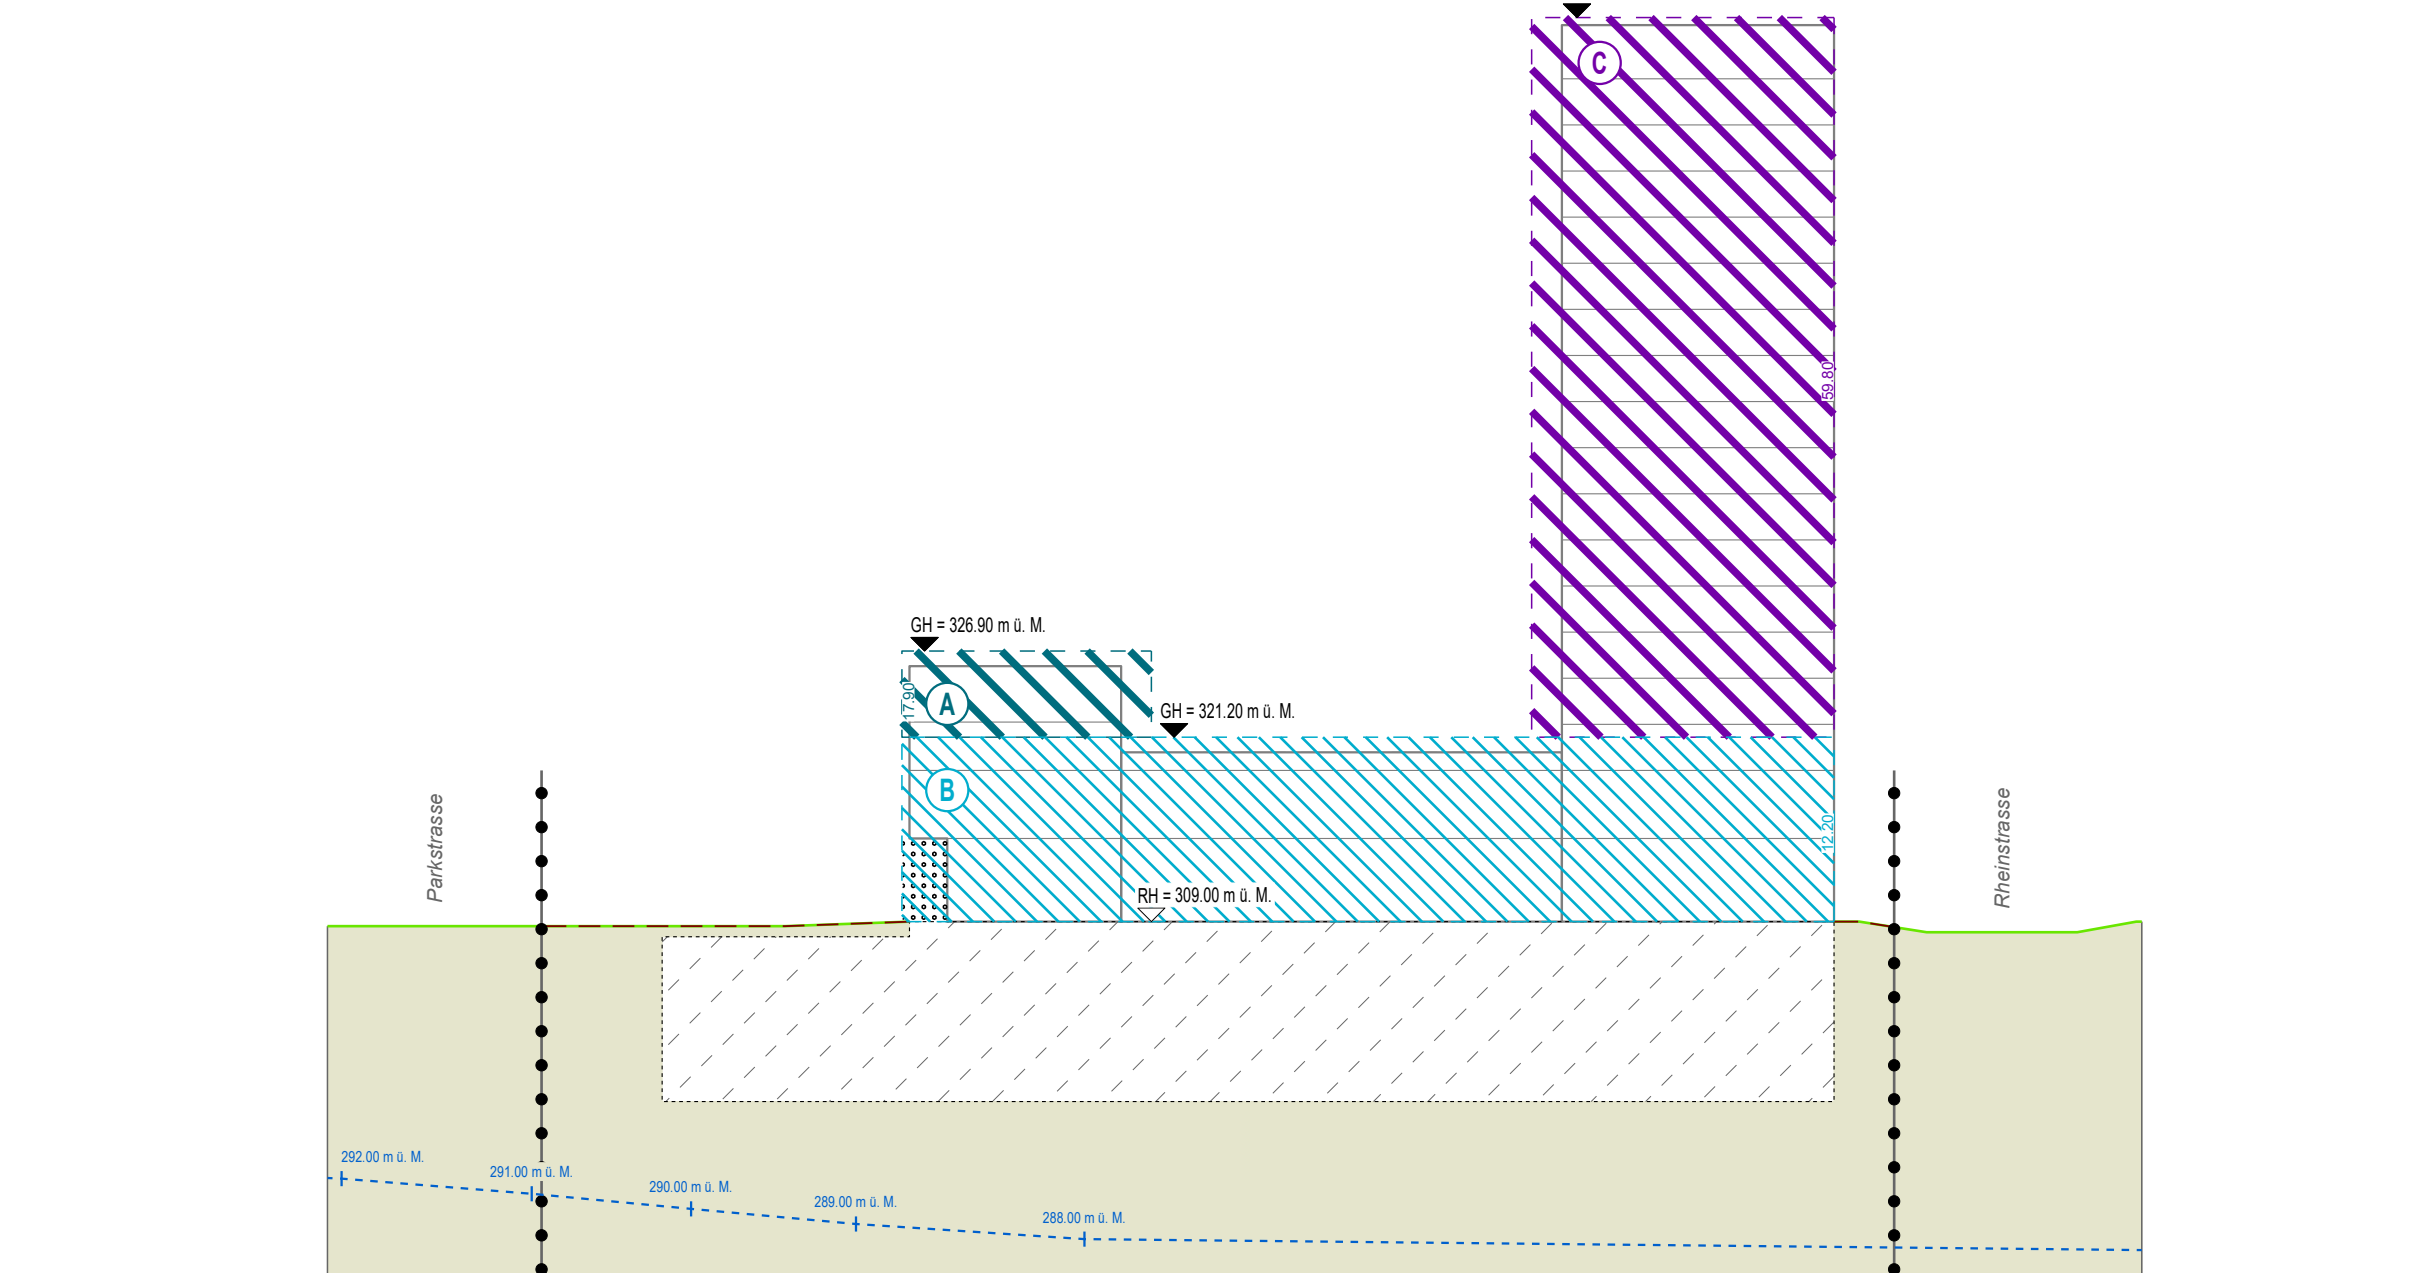 C
59.80
GH = 326.90 m ü. M.
17.90
A
GH = 321.20 m ü. M.
B
12.20
Parkstrasse
Rheinstrasse
RH = 309.00 m ü. M.
292.00 m ü. M.
291.00 m ü. M.
290.00 m ü. M.
289.00 m ü. M.
288.00 m ü. M.